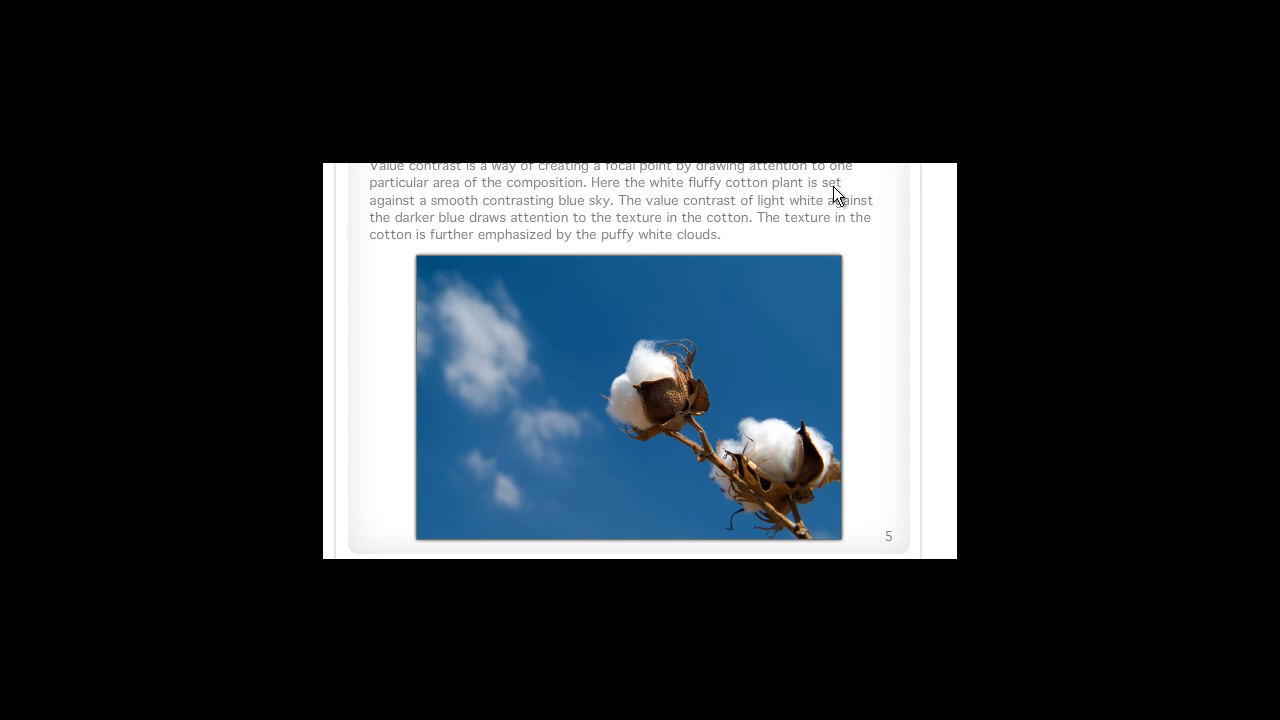 Value contrast is a way of creating a focal point by drawing attention to one
particular area of the composition. Here the white fluffy cotton plant is set
against a smooth contrasting blue sky. The value contrast of light white against
the darker blue draws attention to the texture in the cotton. The texture in the
cotton is further emphasized by the puffy white clouds.
5